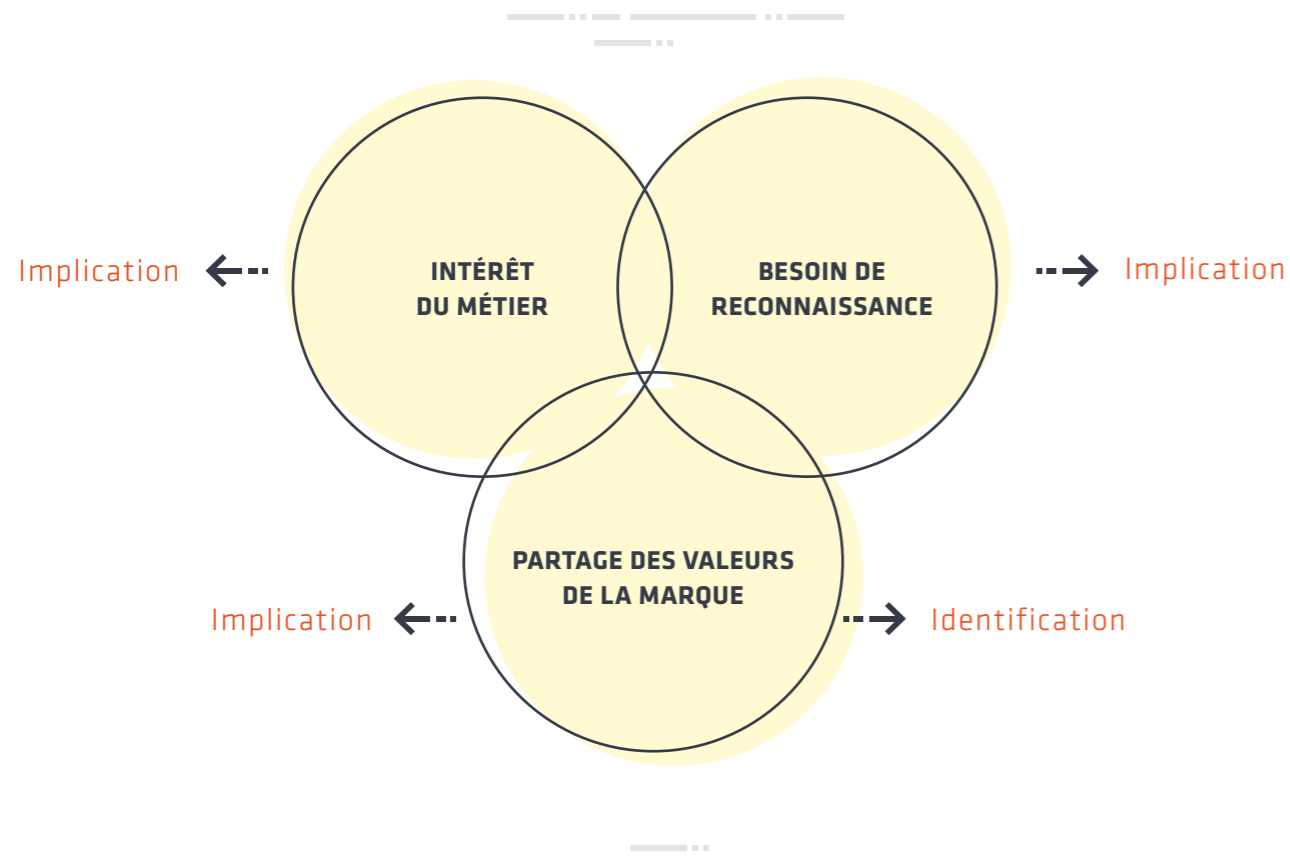 INTÉRÊT
DU MÉTIER
BESOIN DE
RECONNAISSANCE
Implication
Implication
PARTAGE DES VALEURS
DE LA MARQUE
Implication
Identification